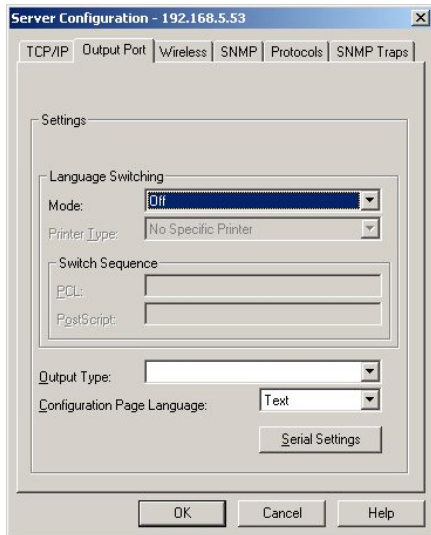 Server Configuration - 192.168.5.53
TCP/IP Output Port Wireless SNMP Protocols SNMP Traps
Settings
Language Switching
Mode: Off
Printer Type: No Specific Printer
Switch Sequence
PCL:
PostScript:
Output Type:
Configuration Page Language: Text
Serial Settings
OK Cancel Help